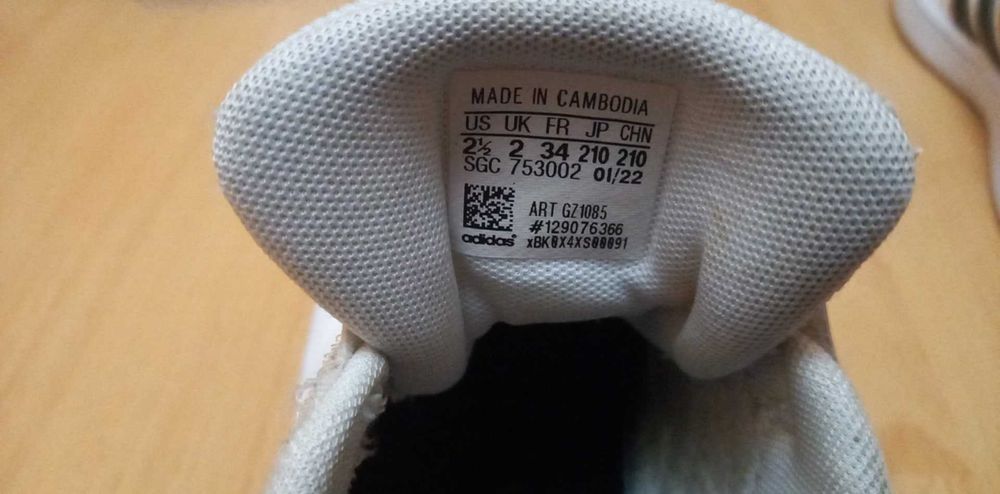 MADE IN CAMBODIA
US UK FR JP CHN
2½ 2 34 210 210
SGC 753002 01/22
ART GZ1085
#129076366
adidas® xBK0X4XS00091